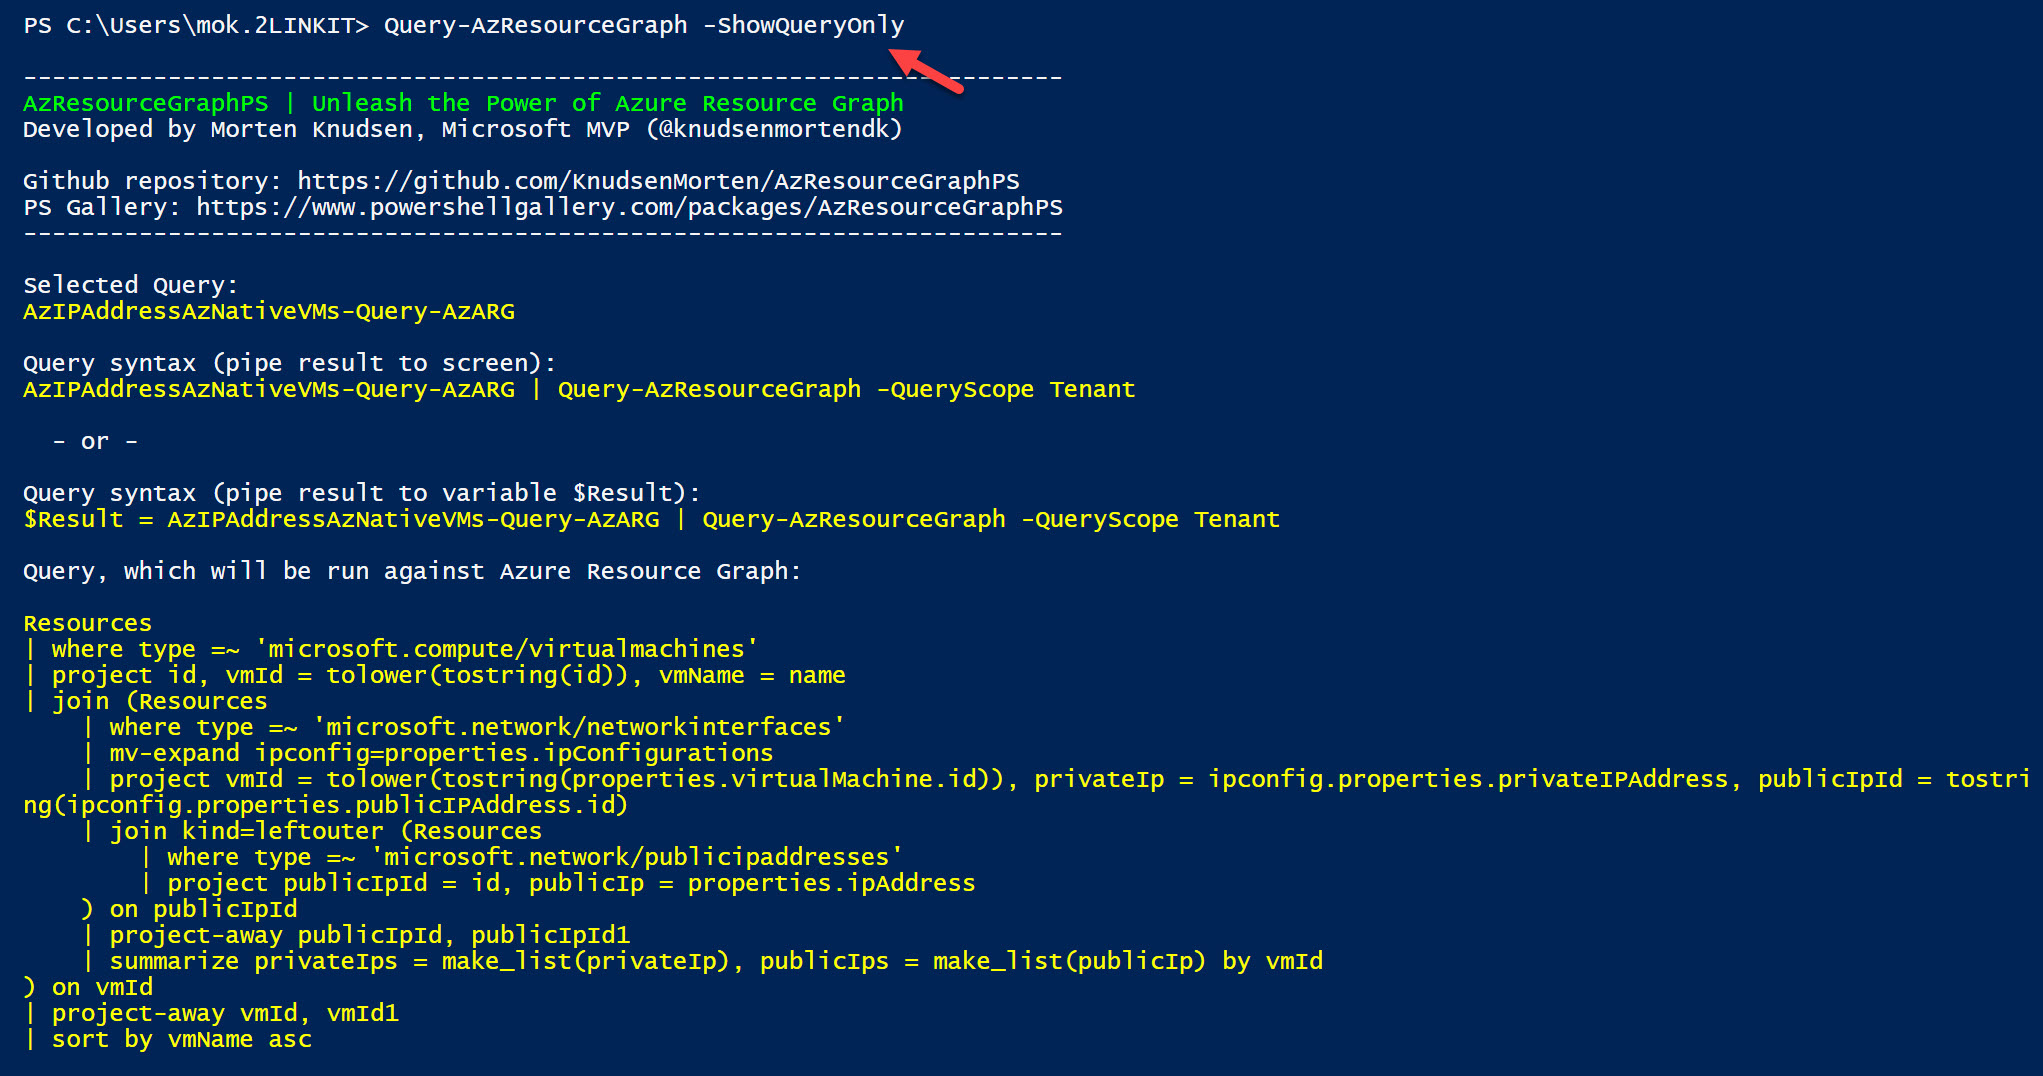 PS C:\Users\mok.2LINKIT> Query-AzResourceGraph -ShowQueryOnly
------------------------------------------------------------------------
AzResourceGraphPS | Unleash the Power of Azure Resource Graph
Developed by Morten Knudsen, Microsoft MVP (@knudsenmortendk)
Github repository: https://github.com/KnudsenMorten/AzResourceGraphPS
PS Gallery: https://www.powershellgallery.com/packages/AzResourceGraphPS
------------------------------------------------------------------------
Selected Query:
AzIPAddressAzNativeVMs-Query-AzARG
Query syntax (pipe result to screen):
AzIPAddressAzNativeVMs-Query-AzARG | Query-AzResourceGraph -QueryScope Tenant
  - or -
Query syntax (pipe result to variable $Result):
$Result = AzIPAddressAzNativeVMs-Query-AzARG | Query-AzResourceGraph -QueryScope Tenant
Query, which will be run against Azure Resource Graph:
Resources
| where type =~ 'microsoft.compute/virtualmachines'
| project id, vmId = tolower(tostring(id)), vmName = name
| join (Resources
    | where type =~ 'microsoft.network/networkinterfaces'
    | mv-expand ipconfig=properties.ipConfigurations
    | project vmId = tolower(tostring(properties.virtualMachine.id)), privateIp = ipconfig.properties.privateIPAddress, publicIpId = tostri
ng(ipconfig.properties.publicIPAddress.id)
    | join kind=leftouter (Resources
        | where type =~ 'microsoft.network/publicipaddresses'
        | project publicIpId = id, publicIp = properties.ipAddress
    ) on publicIpId
    | project-away publicIpId, publicIpId1
    | summarize privateIps = make_list(privateIp), publicIps = make_list(publicIp) by vmId
) on vmId
| project-away vmId, vmId1
| sort by vmName asc